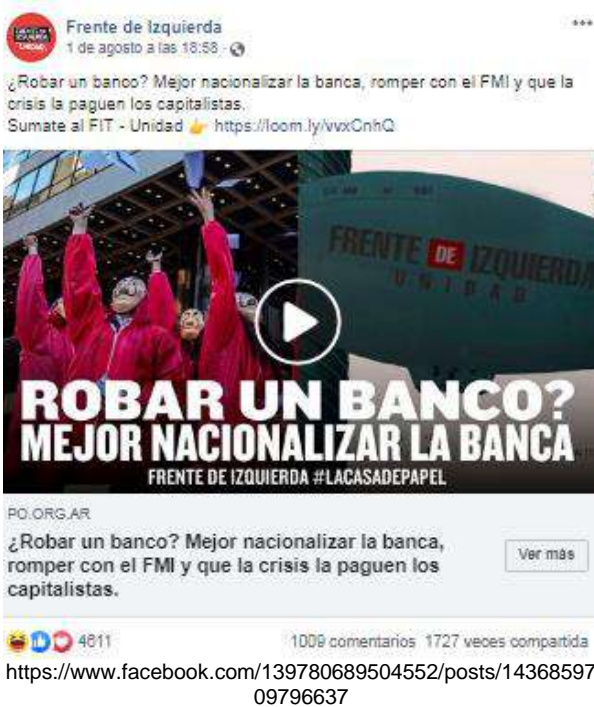 Frente de Izquierda
1 de agosto a las 18:58
¿Robar un banco? Mejor nacionalizar la banca, romper con el FMI y que la
crisis la paguen los capitalistas.
Sumate al FIT - Unidad 👉 https://loom.ly/vvxCnhQ
FRENTE DE IZQUIERDA
UNIDAD
ROBAR UN BANCO?
MEJOR NACIONALIZAR LA BANCA
FRENTE DE IZQUIERDA #LACASADEPAPEL
PO.ORG.AR
¿Robar un banco? Mejor nacionalizar la banca,
romper con el FMI y que la crisis la paguen los
capitalistas.
Ver más
4611
1009 comentarios 1727 veces compartida
https://www.facebook.com/139780689504552/posts/14368597
09796637